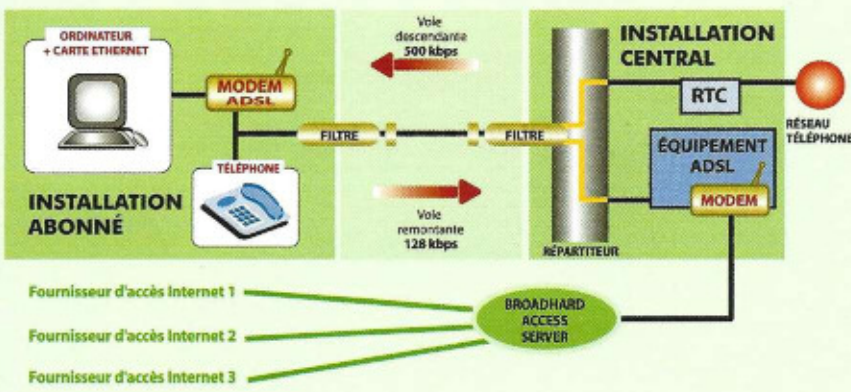 ORDINATEUR
+ CARTE ETHERNET
MODEM
ADSL
TÉLÉPHONE
INSTALLATION
ABONNÉ
FILTRE
Voie
descendante
500 kbps
Voie
remontante
128 kbps
FILTRE
INSTALLATION
CENTRAL
RTC
RÉSEAU
TÉLÉPHONE
ÉQUIPEMENT
ADSL
MODEM
RÉPARTITEUR
Fournisseur d'accès Internet 1
Fournisseur d'accès Internet 2
Fournisseur d'accès Internet 3
BROADHARD
ACCESS
SERVER